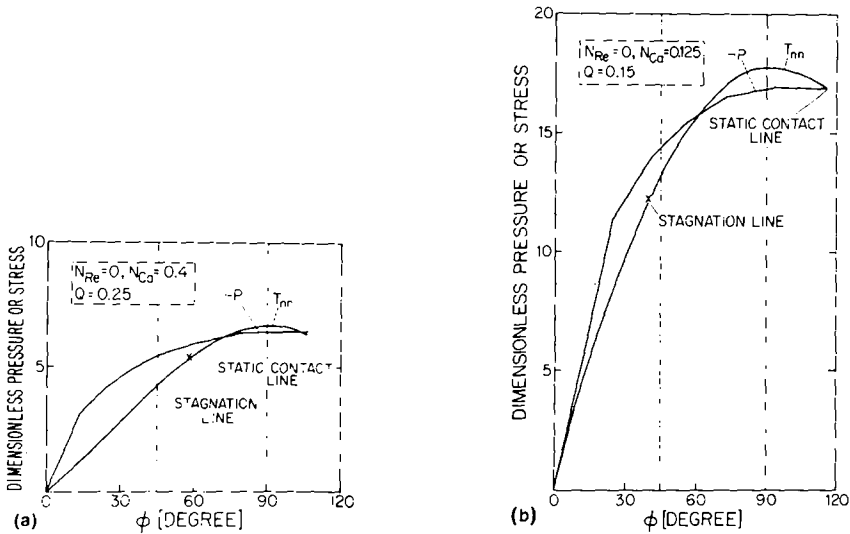 10
5
0
DIMENSIONLESS PRESSURE OR STRESS
N_Re=0, N_Ca=0.4
Q=0.25
-P
T_nn
STATIC CONTACT
LINE
STAGNATION
LINE
0
30
60
90
120
(a)
φ [DEGREE]
20
15
10
5
DIMENSIONLESS PRESSURE OR STRESS
N_Re=0, N_Ca=0.125
Q=0.15
-P
T_nn
STATIC CONTACT
LINE
STAGNATION LINE
0
30
60
90
120
(b)
φ [DEGREE]